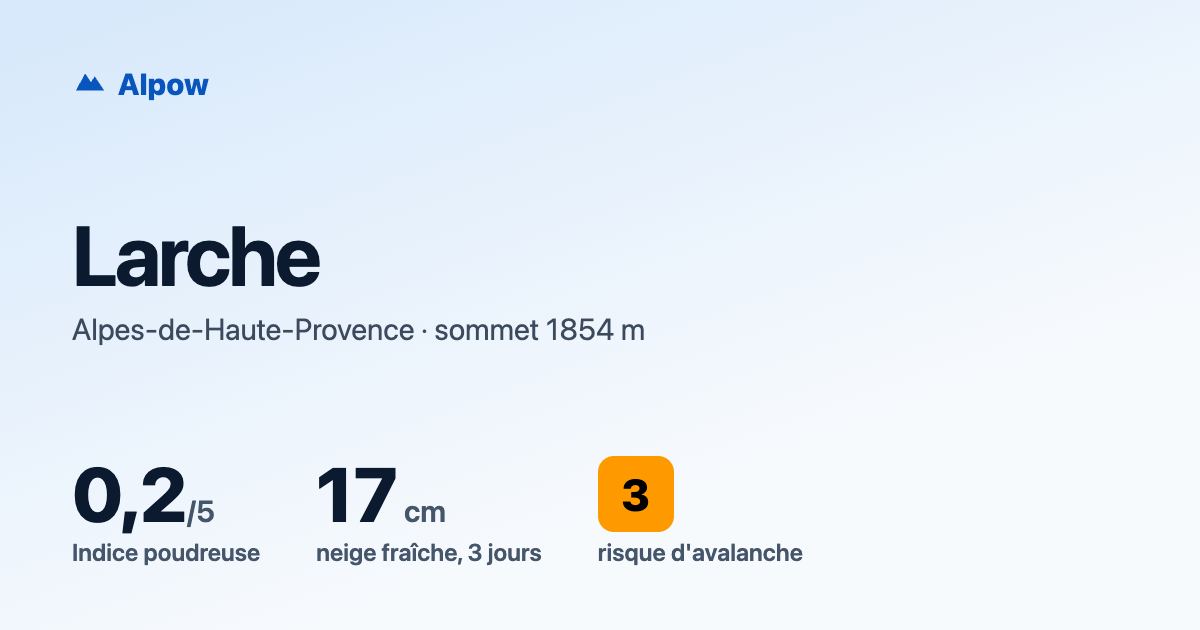 Alpow
Larche
Alpes-de-Haute-Provence · sommet 1854 m
0,2/5
Indice poudreuse
17 cm
neige fraîche, 3 jours
3
risque d'avalanche